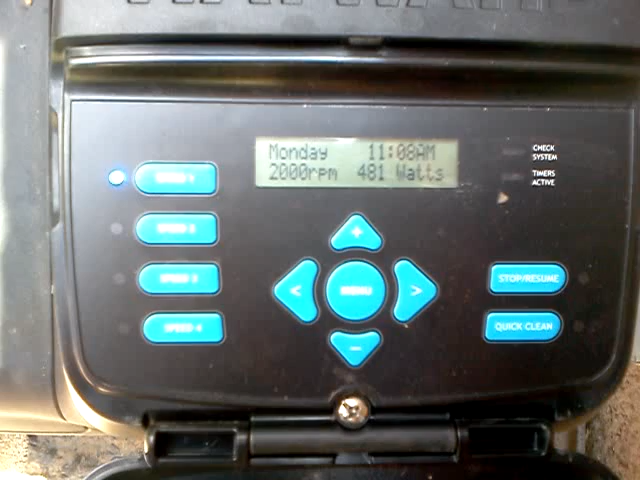 HAYWARD
Monday 11:08AM
2000rpm 481 Watts
CHECK
SYSTEM
TIMERS
ACTIVE
SPEED 1
SPEED 2
SPEED 3
SPEED 4
+
<
MENU
>
-
STOP/RESUME
QUICK CLEAN